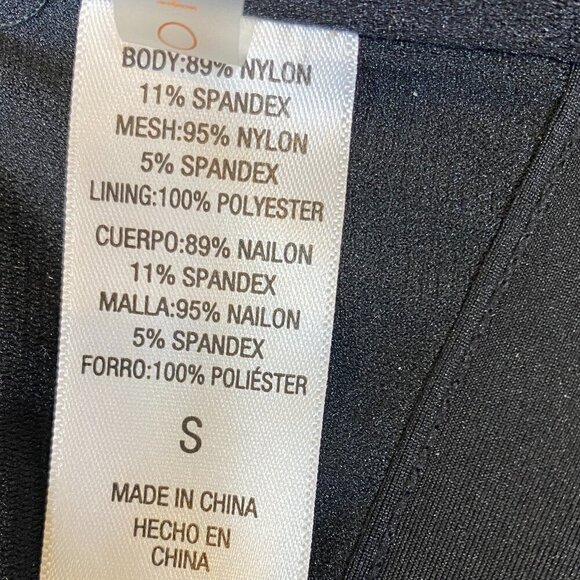 BODY:89% NYLON
11% SPANDEX
MESH:95% NYLON
5% SPANDEX
LINING:100% POLYESTER
CUERPO:89% NAILON
11% SPANDEX
MALLA:95% NAILON
5% SPANDEX
FORRO:100% POLIÉSTER
S
MADE IN CHINA
HECHO EN
CHINA